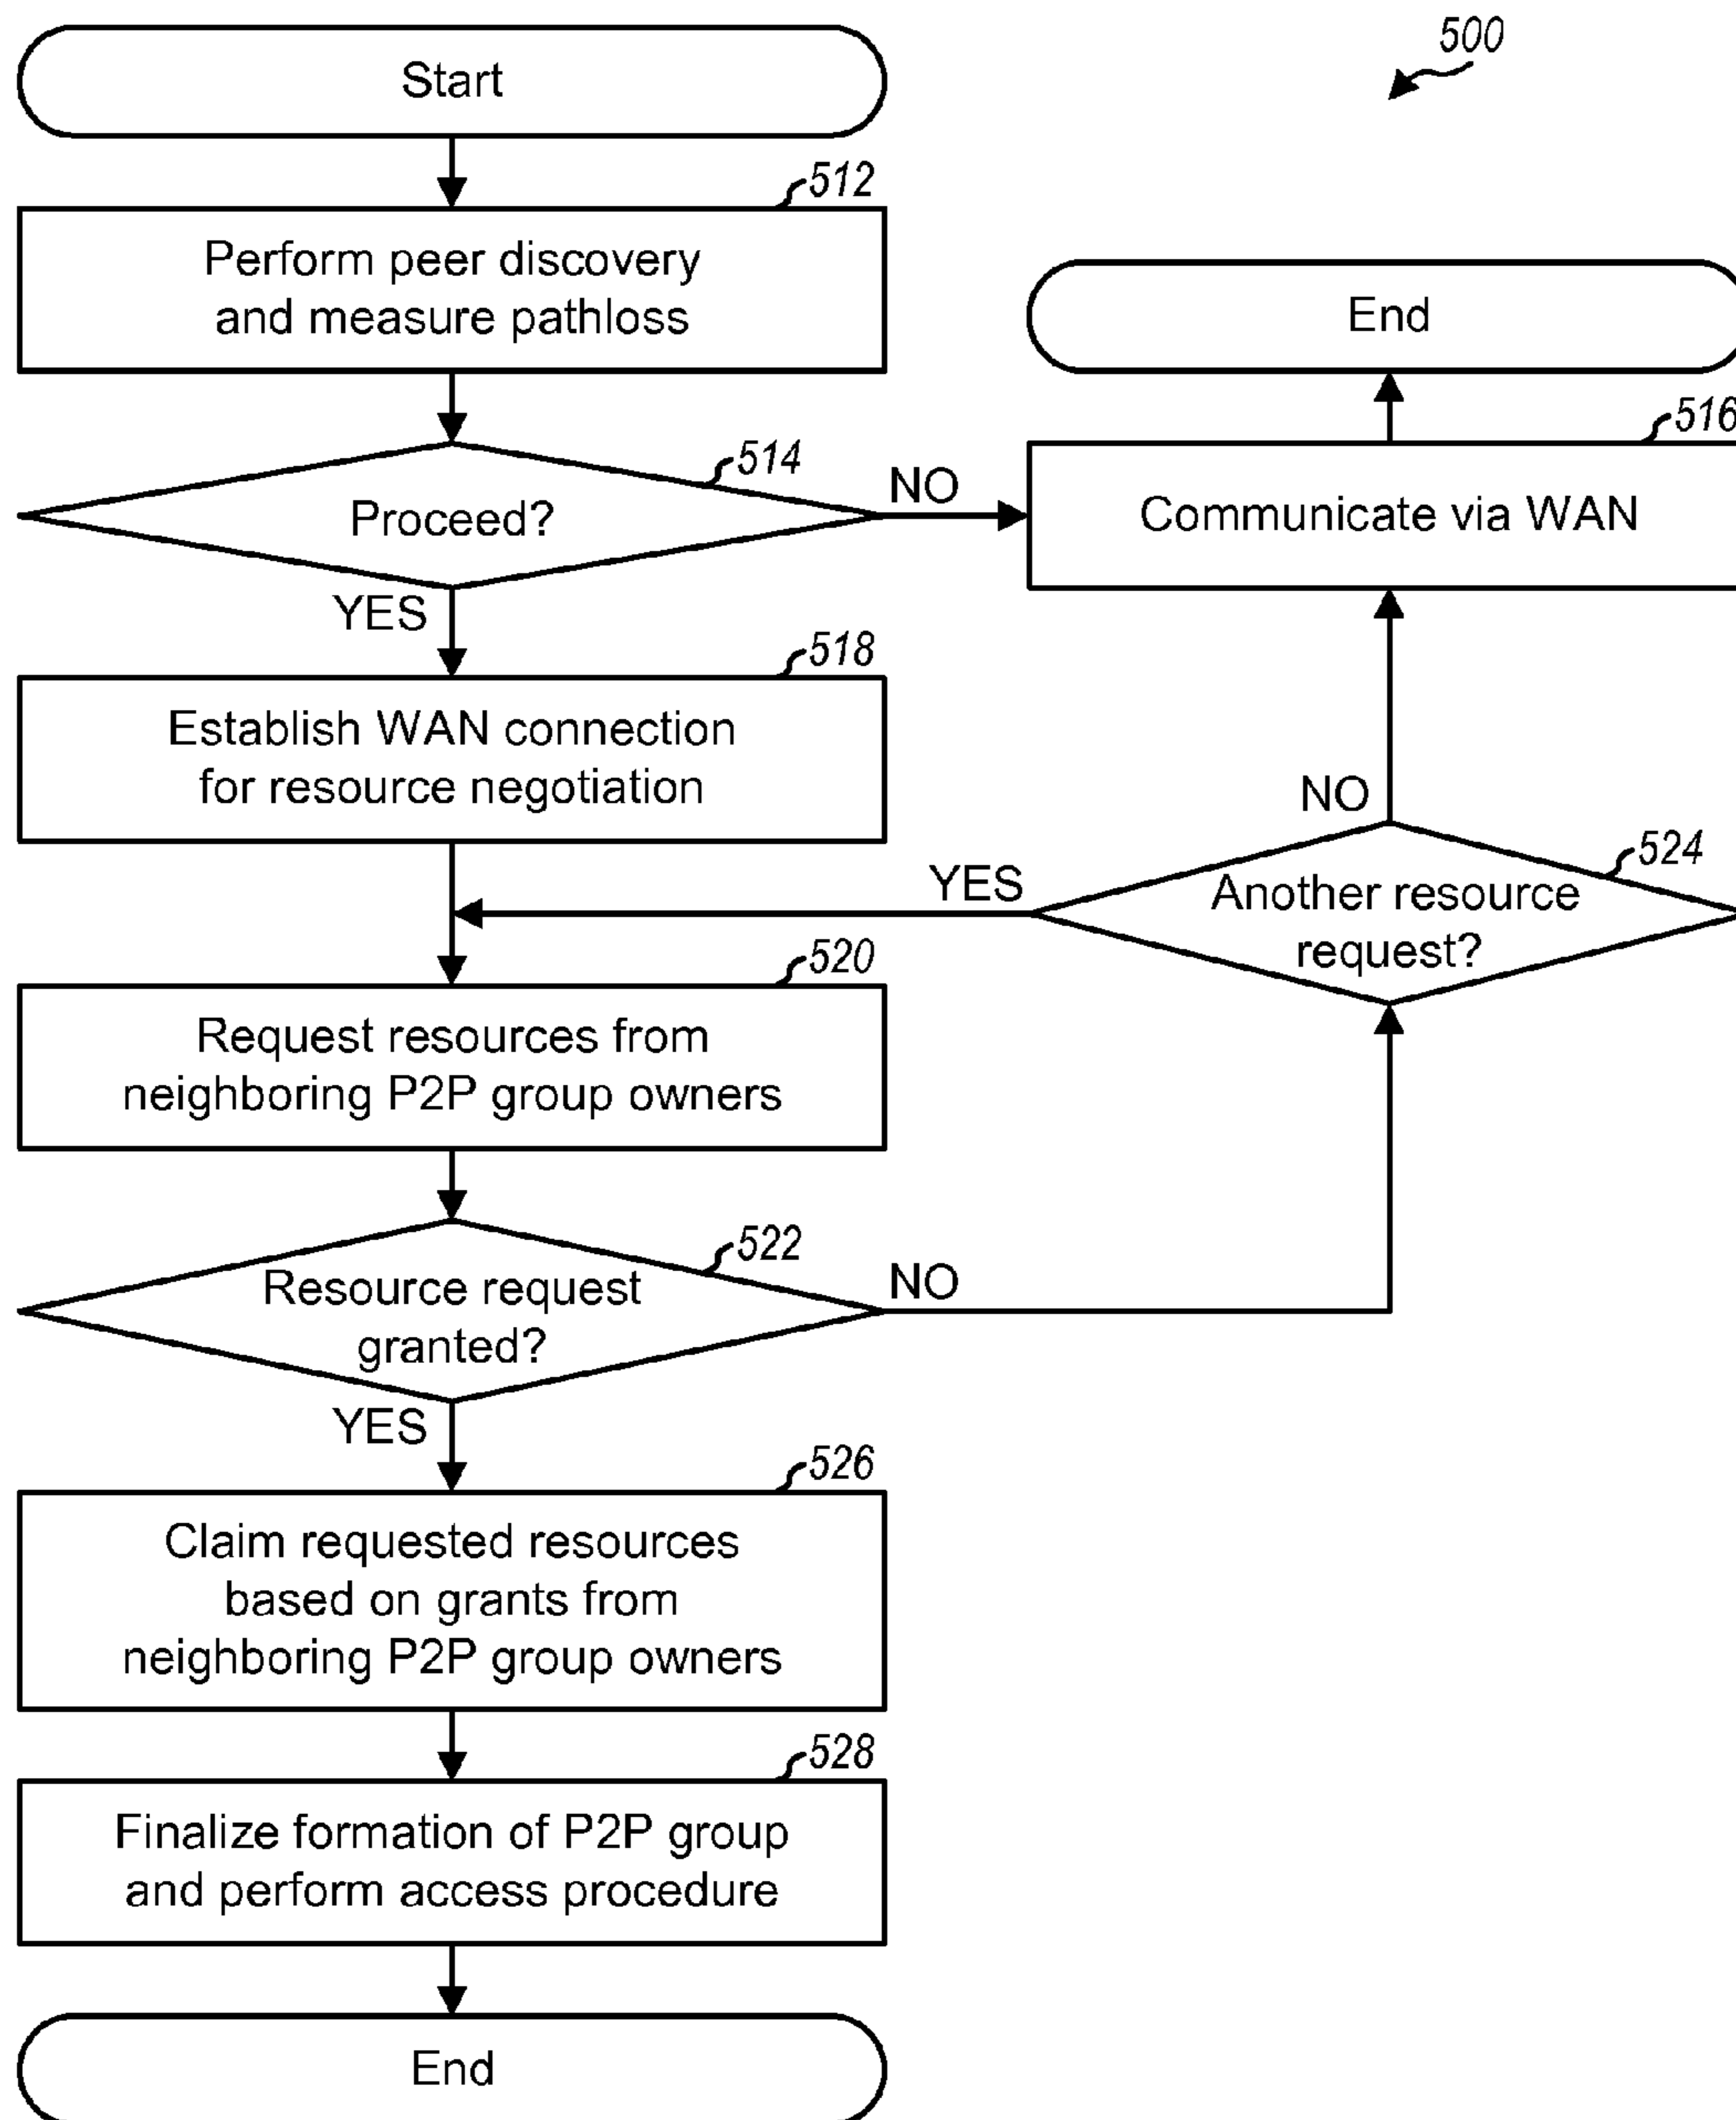 500
Start
512
Perform peer discovery
and measure pathloss
End
516
514
Proceed?
NO
Communicate via WAN
YES
518
Establish WAN connection
for resource negotiation
NO
524
YES
Another resource
request?
520
Request resources from
neighboring P2P group owners
522
Resource request
granted?
NO
YES
526
Claim requested resources
based on grants from
neighboring P2P group owners
528
Finalize formation of P2P group
and perform access procedure
End